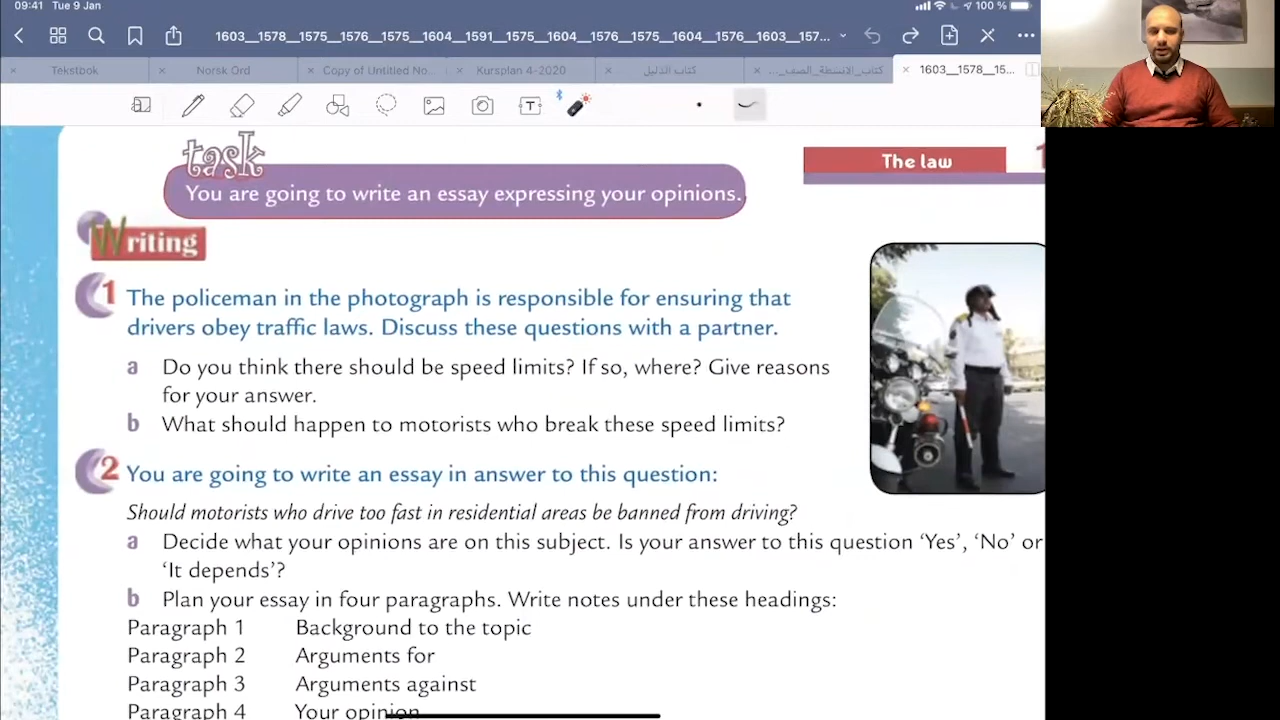 09:41 Tue 9 Jan
100 %
1603__1578__1575__1576__1575__1604__1591__1575__1604__1576__1575__1604__1576__1603__157...
Tekstbok
Norsk Ord
Copy of Untitled No...
Kursplan 4-2020
كتاب الدليل
كتاب_الانشطة_الصف_...
1603__1578__15...
T
task
You are going to write an essay expressing your opinions.
The law
Writing
1 The policeman in the photograph is responsible for ensuring that
drivers obey traffic laws. Discuss these questions with a partner.
a Do you think there should be speed limits? If so, where? Give reasons
for your answer.
b What should happen to motorists who break these speed limits?
2 You are going to write an essay in answer to this question:
Should motorists who drive too fast in residential areas be banned from driving?
a Decide what your opinions are on this subject. Is your answer to this question ‘Yes’, ‘No’ or
‘It depends’?
b Plan your essay in four paragraphs. Write notes under these headings:
Paragraph 1 Background to the topic
Paragraph 2 Arguments for
Paragraph 3 Arguments against
Paragraph 4 Your opinion